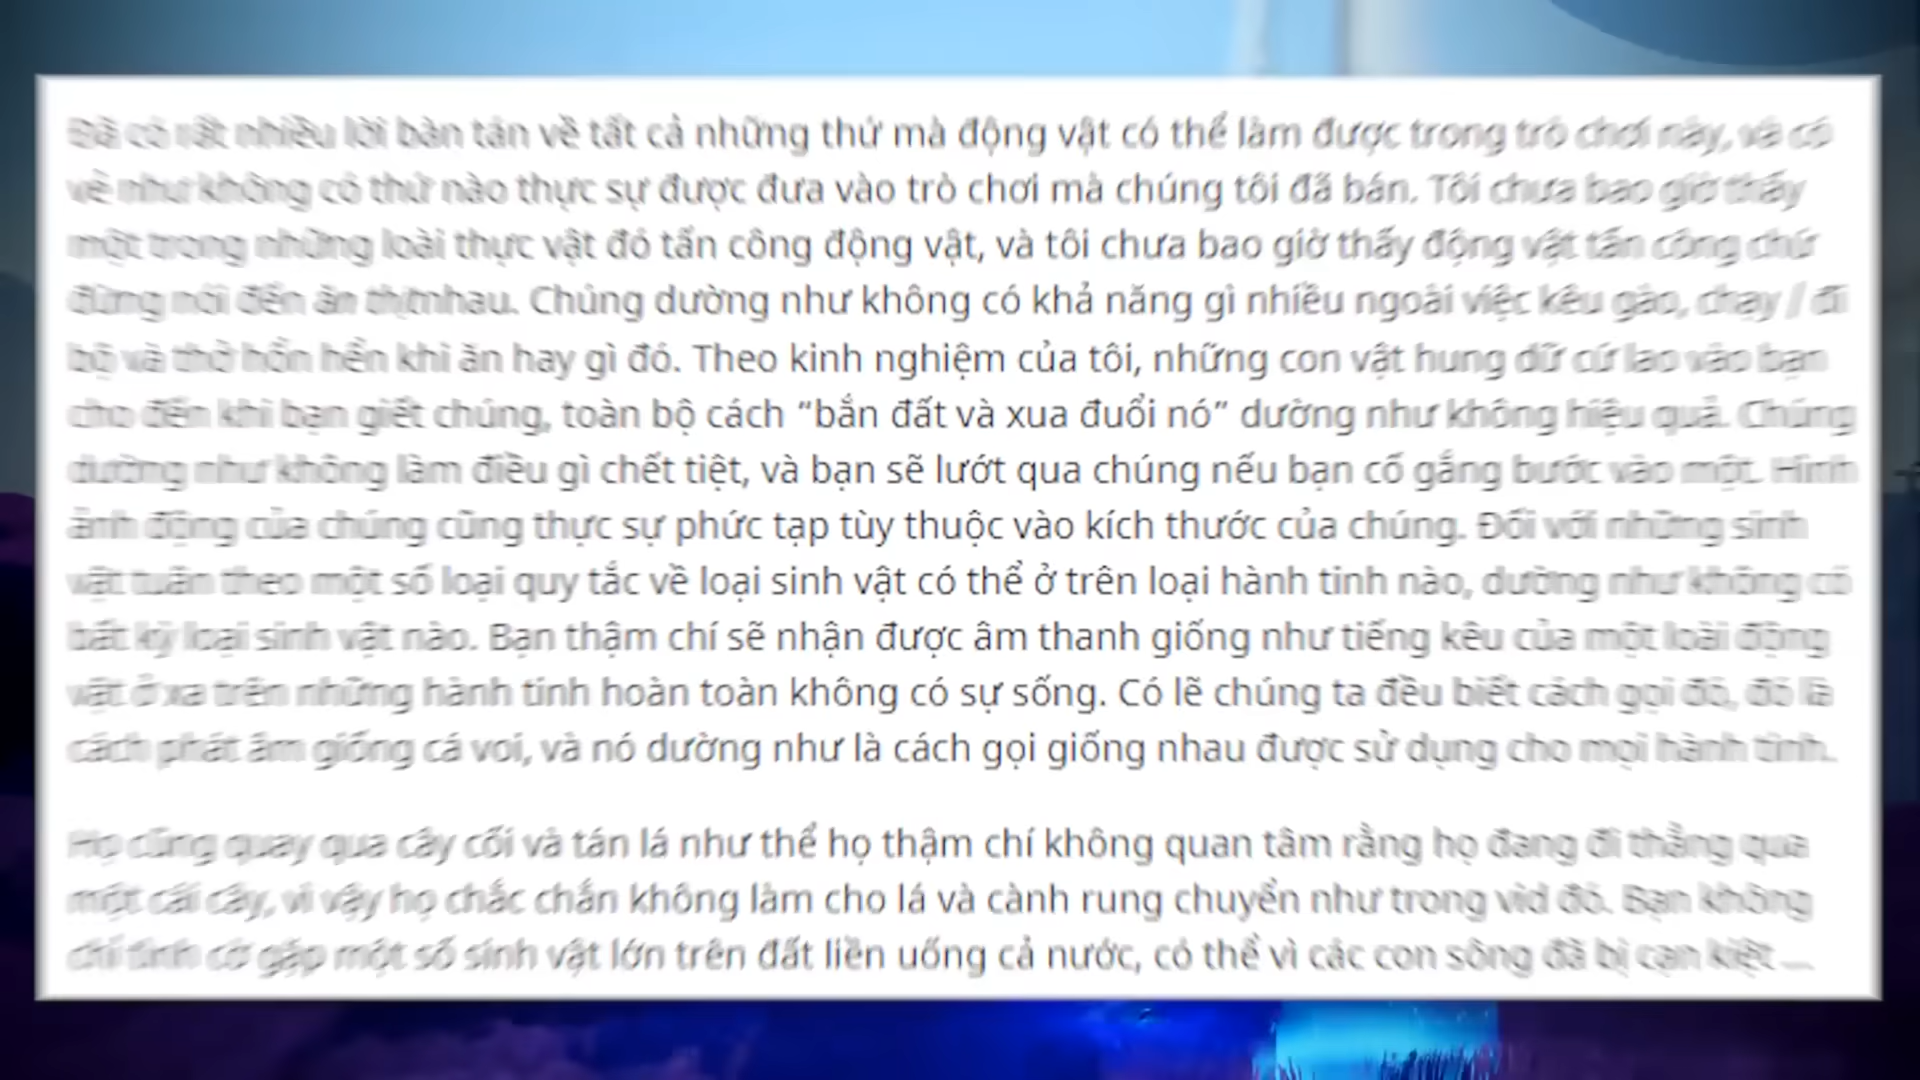 Đã có rất nhiều lời bàn tán về tất cả những thứ mà động vật có thể làm được trong trò chơi này, và có
vẻ như không có thứ nào thực sự được đưa vào trò chơi mà chúng tôi đã bán. Tôi chưa bao giờ thấy
một trong những loài thực vật đó tấn công động vật, và tôi chưa bao giờ thấy động vật tấn công chứ
đừng nói đến ăn thịtnhau. Chúng dường như không có khả năng gì nhiều ngoài việc kêu gào, chạy / đi
bộ và thở hổn hển khi ăn hay gì đó. Theo kinh nghiệm của tôi, những con vật hung dữ cứ lao vào bạn
cho đến khi bạn giết chúng, toàn bộ cách “bắn đất và xua đuổi nó” dường như không hiệu quả. Chúng
dường như không làm điều gì chết tiệt, và bạn sẽ lướt qua chúng nếu bạn cố gắng bước vào một. Hình
ảnh động của chúng cũng thực sự phức tạp tùy thuộc vào kích thước của chúng. Đối với những sinh
vật tuân theo một số loại quy tắc về loại sinh vật có thể ở trên loại hành tinh nào, dường như không có
bất kỳ loại sinh vật nào. Bạn thậm chí sẽ nhận được âm thanh giống như tiếng kêu của một loài động
vật ở xa trên những hành tinh hoàn toàn không có sự sống. Có lẽ chúng ta đều biết cách gọi đó, đó là
cách phát âm giống cá voi, và nó dường như là cách gọi giống nhau được sử dụng cho mọi hành tinh.
Họ cũng quay qua cây cối và tán lá như thể họ thậm chí không quan tâm rằng họ đang đi thẳng qua
một cái cây, vì vậy họ chắc chắn không làm cho lá và cành rung chuyển như trong vid đó. Bạn không
chỉ tình cờ gặp một số sinh vật lớn trên đất liền uống cả nước, có thể vì các con sông đã bị cạn kiệt ...